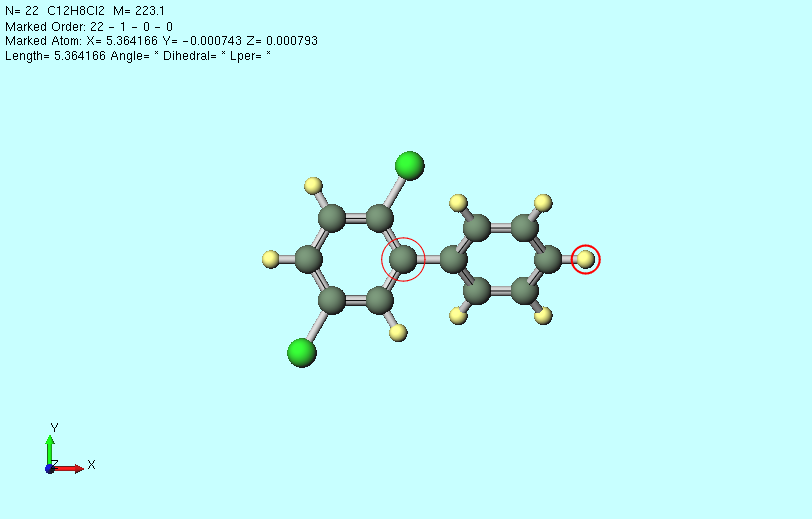 N= 22 C12H8Cl2 M= 223.1
Marked Order: 22 - 1 - 0 - 0
Marked Atom: X= 5.364166 Y= -0.000743 Z= 0.000793
Length= 5.364166 Angle= * Dihedral= * Lper= *
Y
Z
X